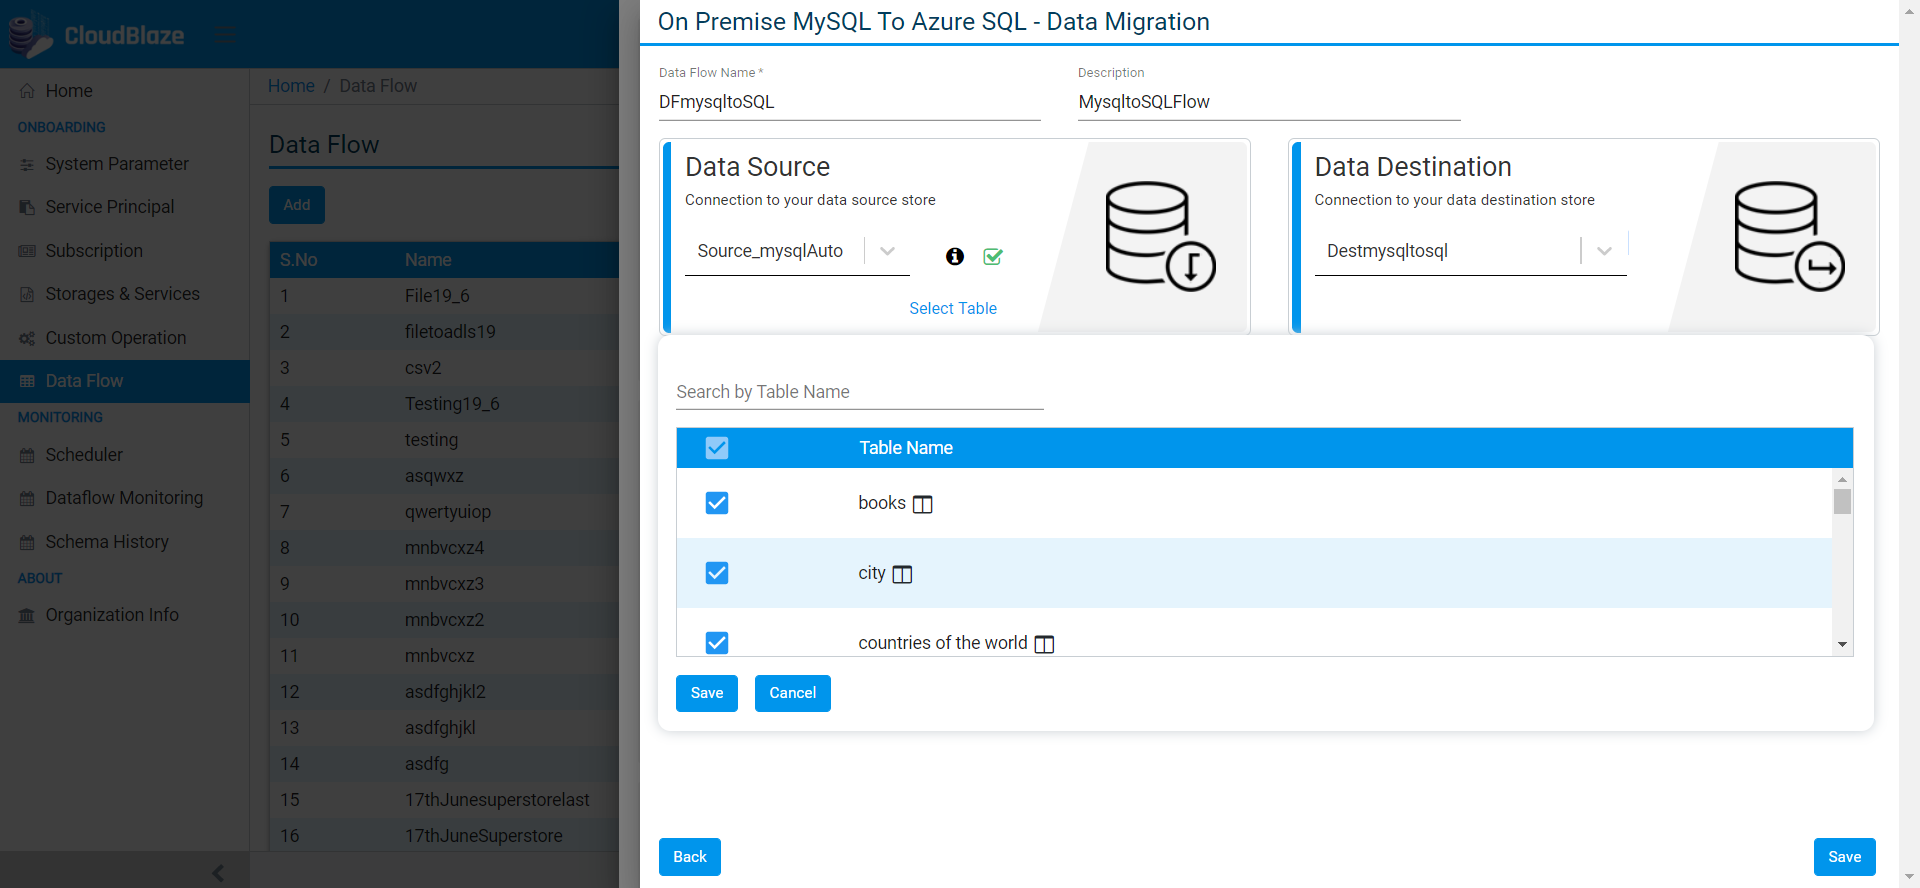 CloudBlaze
Home
ONBOARDING
System Parameter
Service Principal
Subscription
Storages & Services
Custom Operation
Data Flow
MONITORING
Scheduler
Dataflow Monitoring
Schema History
ABOUT
Organization Info
Home / Data Flow
Data Flow
Add
S.No Name
1 File19_6
2 filetoadls19
3 csv2
4 Testing19_6
5 testing
6 asqwxz
7 qwertyuiop
8 mnbvcxz4
9 mnbvcxz3
10 mnbvcxz2
11 mnbvcxz
12 asdfghjkl2
13 asdfghjkl
14 asdfg
15 17thJunesuperstorelast
16 17thJuneSuperstore
On Premise MySQL To Azure SQL - Data Migration
Data Flow Name *
DFmysqltoSQL
Description
MysqltoSQLFlow
Data Source
Connection to your data source store
Source_mysqlAuto
Select Table
Data Destination
Connection to your data destination store
Destmysqltosql
Search by Table Name
Table Name
books
city
countries of the world
Save Cancel
Back Save